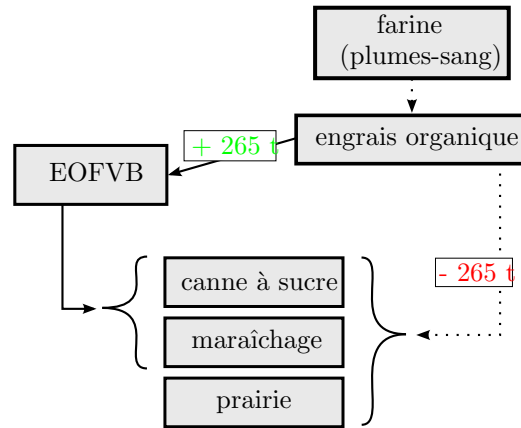 farine
(plumes-sang)
engrais organique
+ 265 t
EOFVB
- 265 t
canne à sucre
maraîchage
prairie